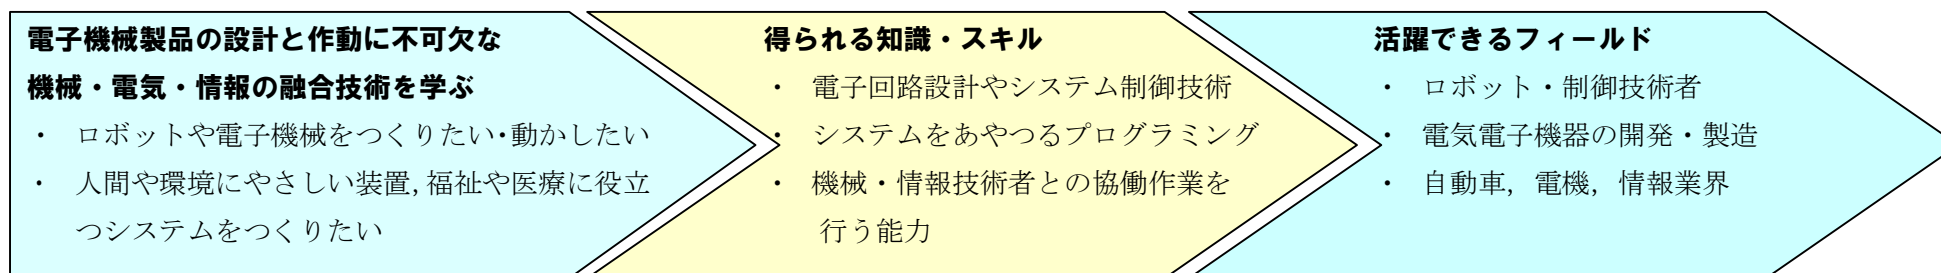 電子機械製品の設計と作動に不可欠な
機械・電気・情報の融合技術を学ぶ
・ ロボットや電子機械をつくりたい・動かしたい
・ 人間や環境にやさしい装置,福祉や医療に役立
つシステムをつくりたい
得られる知識・スキル
・ 電子回路設計やシステム制御技術
・ システムをあやつるプログラミング
・ 機械・情報技術者との協働作業を
行う能力
活躍できるフィールド
・ ロボット・制御技術者
・ 電気電子機器の開発・製造
・ 自動車,電機,情報業界